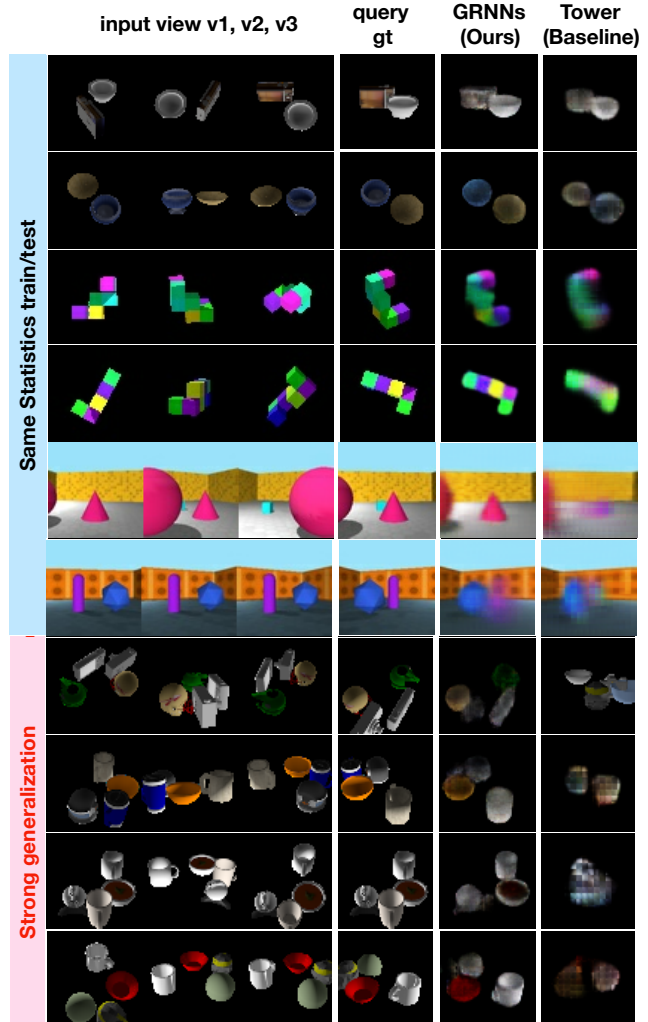 input view v1, v2, v3
query
gt
GRNNs
(Ours)
Tower
(Baseline)
Same Statistics train/test
Strong generalization